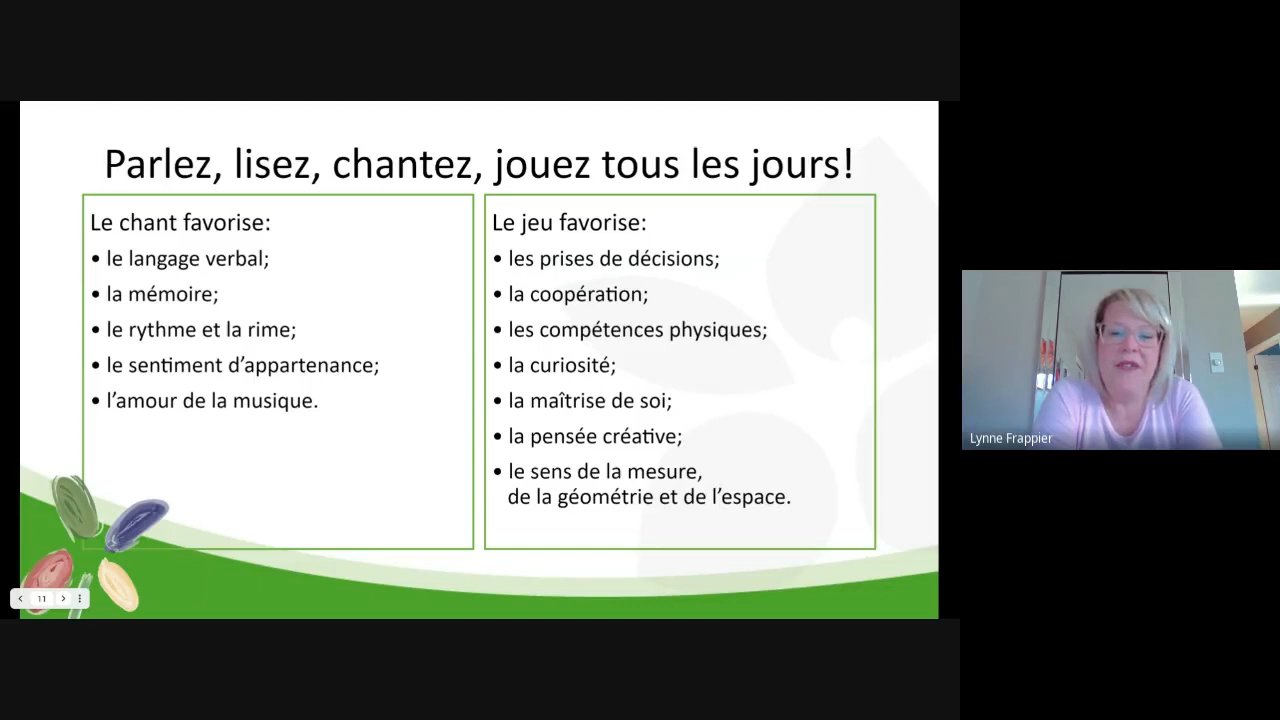 Parlez, lisez, chantez, jouez tous les jours!
Le chant favorise:
• le langage verbal;
• la mémoire;
• le rythme et la rime;
• le sentiment d’appartenance;
• l’amour de la musique.
Le jeu favorise:
• les prises de décisions;
• la coopération;
• les compétences physiques;
• la curiosité;
• la maîtrise de soi;
• la pensée créative;
• le sens de la mesure,
de la géométrie et de l’espace.
11
Lynne Frappier